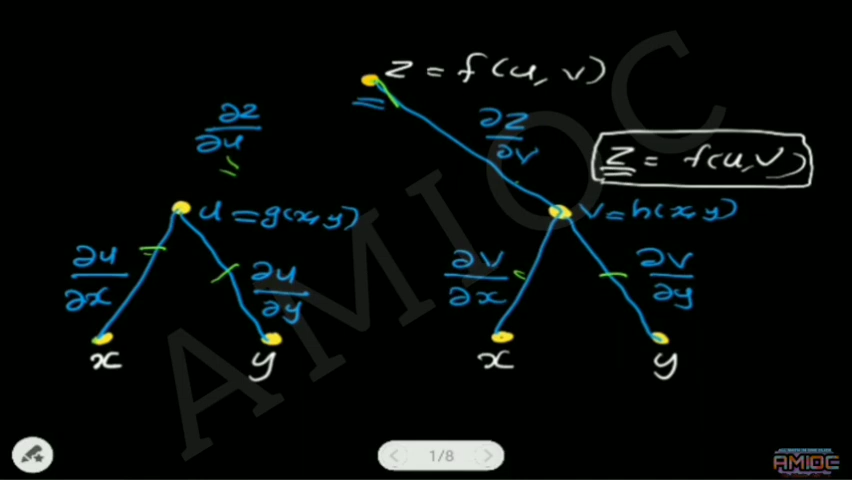 z = f(u, v)
∂z/∂u
∂z/∂v
z = f(u,v)
u = g(x,y)
v = h(x,y)
∂u/∂x
∂u/∂y
∂v/∂x
∂v/∂y
x
y
x
y
AMIOC
1/8
AMIOC